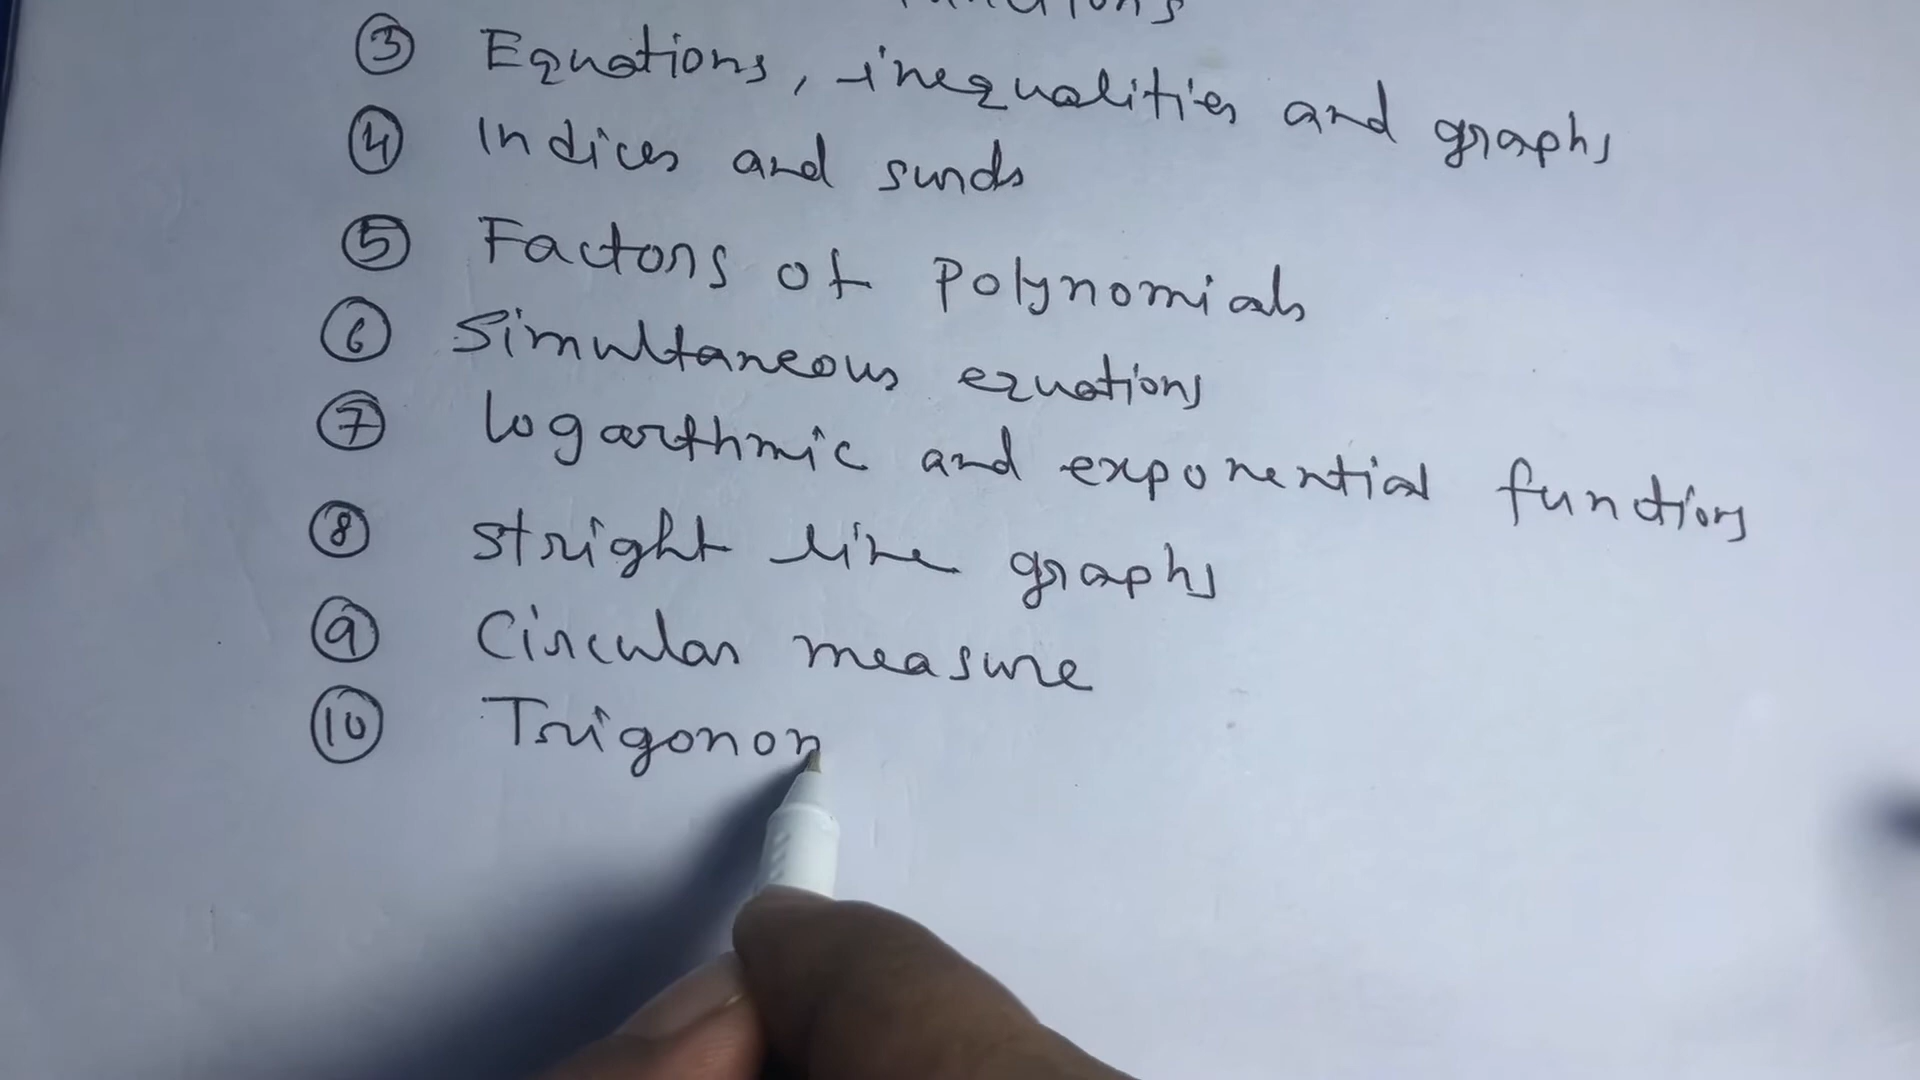 ③ Equations, inequalities and graphs
④ Indices and surds
⑤ Factors of Polynomials
⑥ Simultaneous equations
⑦ Logarthmic and exponential functions
⑧ Stright line graphs
⑨ Circular measure
⑩ Trigonom